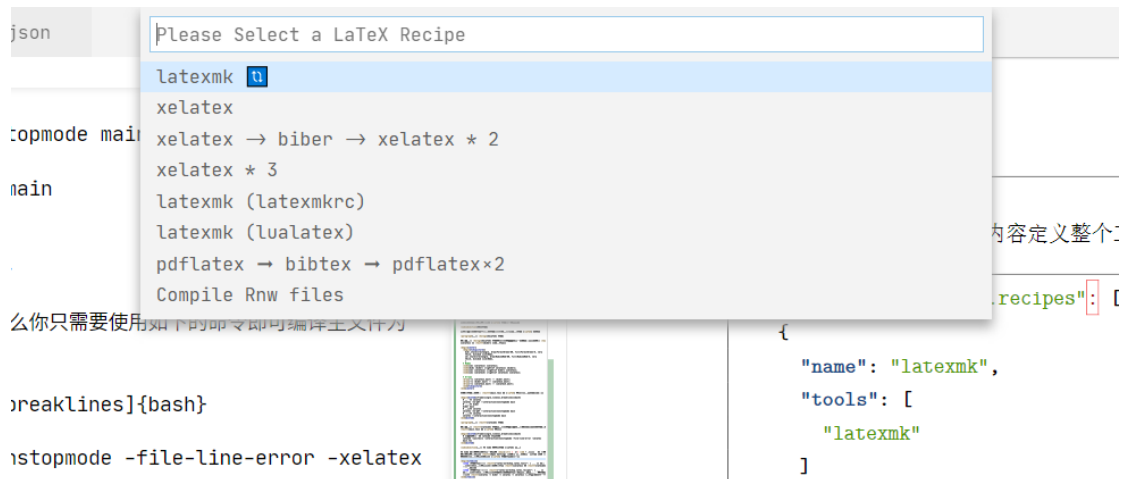 json
Please Select a LaTeX Recipe
latexmk
xelatex
xelatex → biber → xelatex * 2
xelatex * 3
latexmk (latexmkrc)
latexmk (lualatex)
pdflatex → bibtex → pdflatex×2
Compile Rnw files
topmode main
main
么你只需要使用如下的命令即可编译主文件为
breaklines]{bash}
nstopmode -file-line-error -xelatex
内容定义整个
.recipes": [
{
"name": "latexmk",
"tools": [
"latexmk"
]